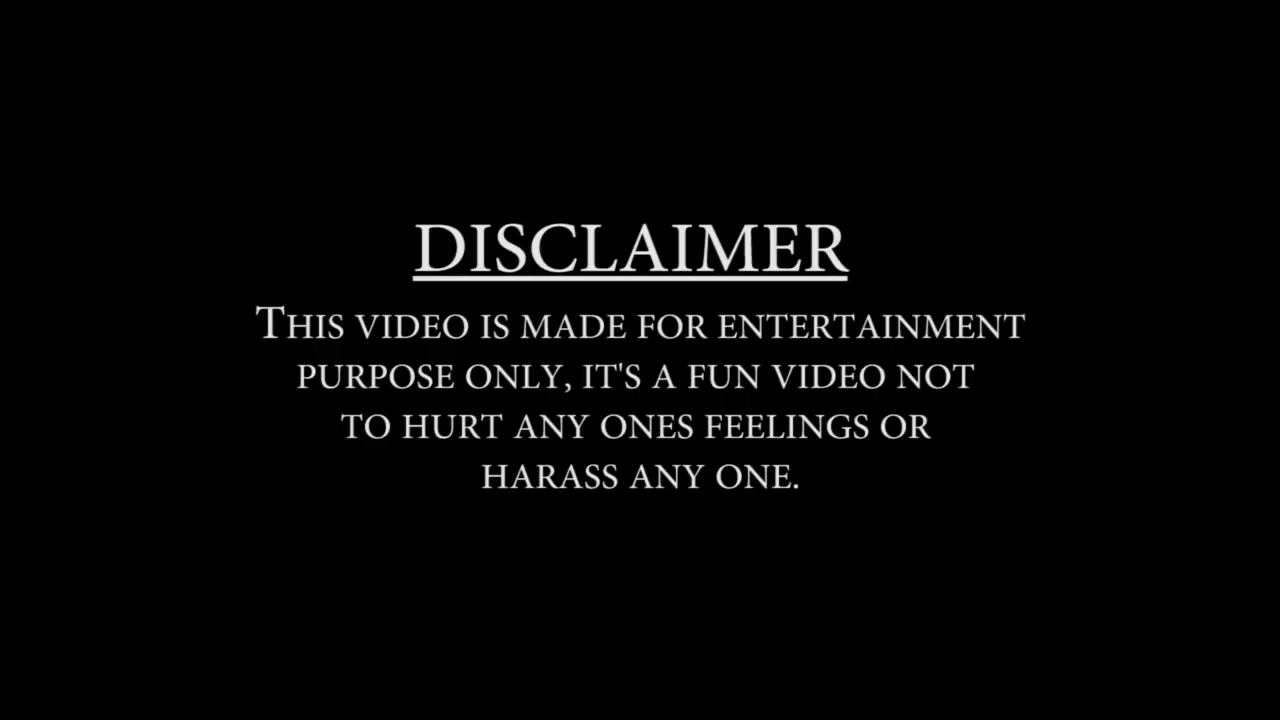 DISCLAIMER
THIS VIDEO IS MADE FOR ENTERTAINMENT
PURPOSE ONLY, IT'S A FUN VIDEO NOT
TO HURT ANY ONES FEELINGS OR
HARASS ANY ONE.